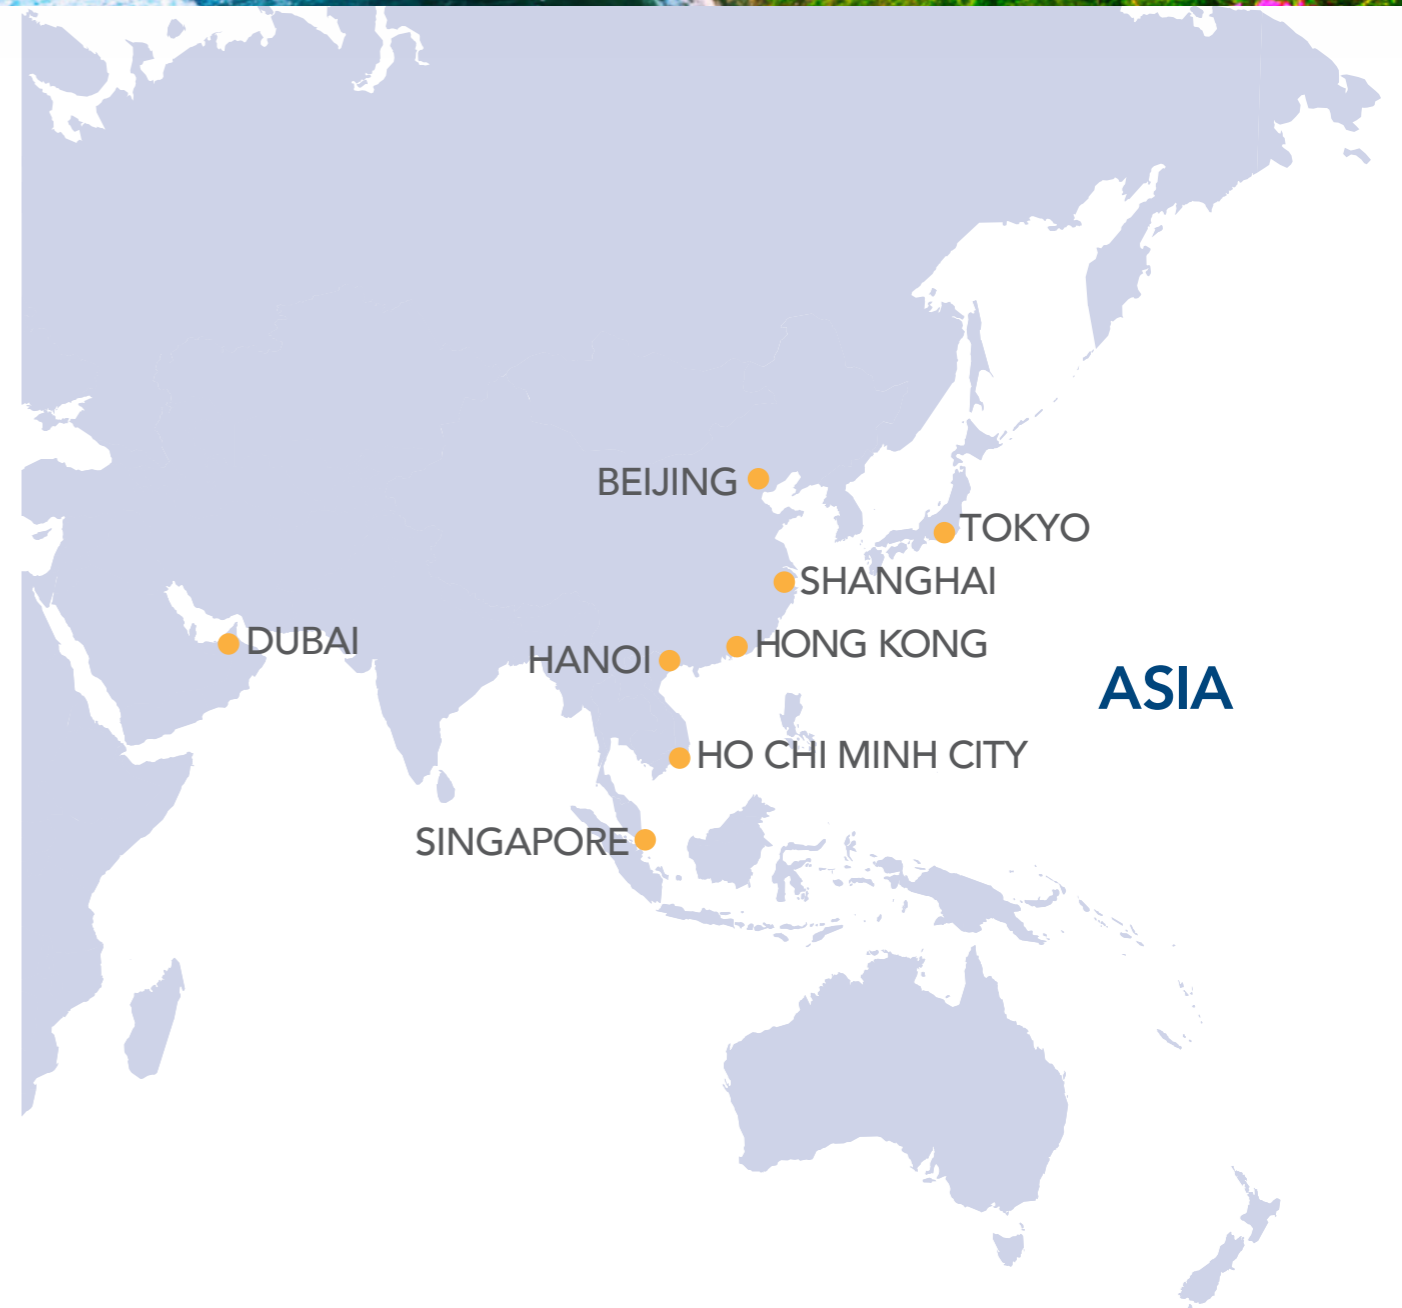 BEIJING
TOKYO
SHANGHAI
DUBAI
HANOI
HONG KONG
ASIA
HO CHI MINH CITY
SINGAPORE